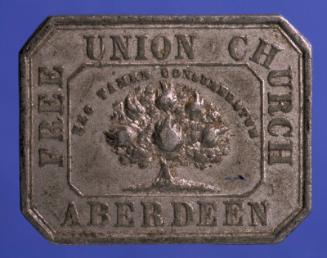 FREE UNION CHURCH
NEC TAMEN CONSUMEBATUR
ABERDEEN